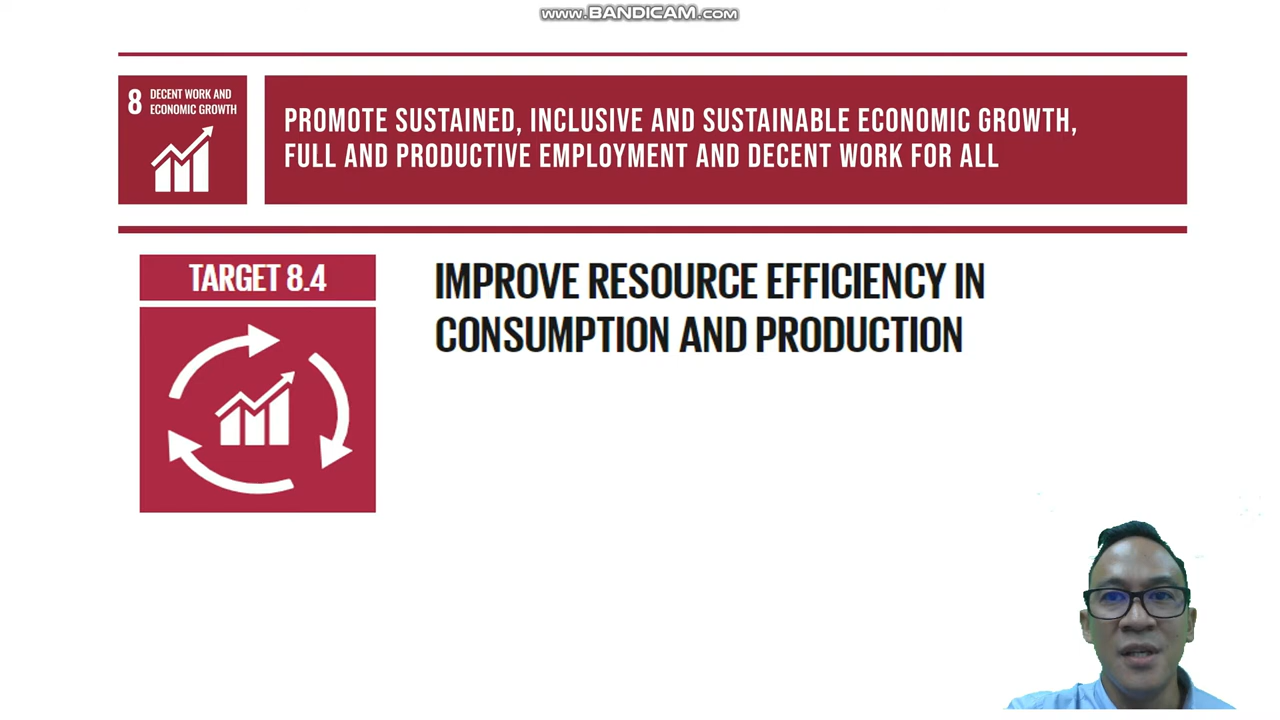 www.BANDICAM.com
8 DECENT WORK AND
ECONOMIC GROWTH
PROMOTE SUSTAINED, INCLUSIVE AND SUSTAINABLE ECONOMIC GROWTH,
FULL AND PRODUCTIVE EMPLOYMENT AND DECENT WORK FOR ALL
TARGET 8.4
IMPROVE RESOURCE EFFICIENCY IN
CONSUMPTION AND PRODUCTION